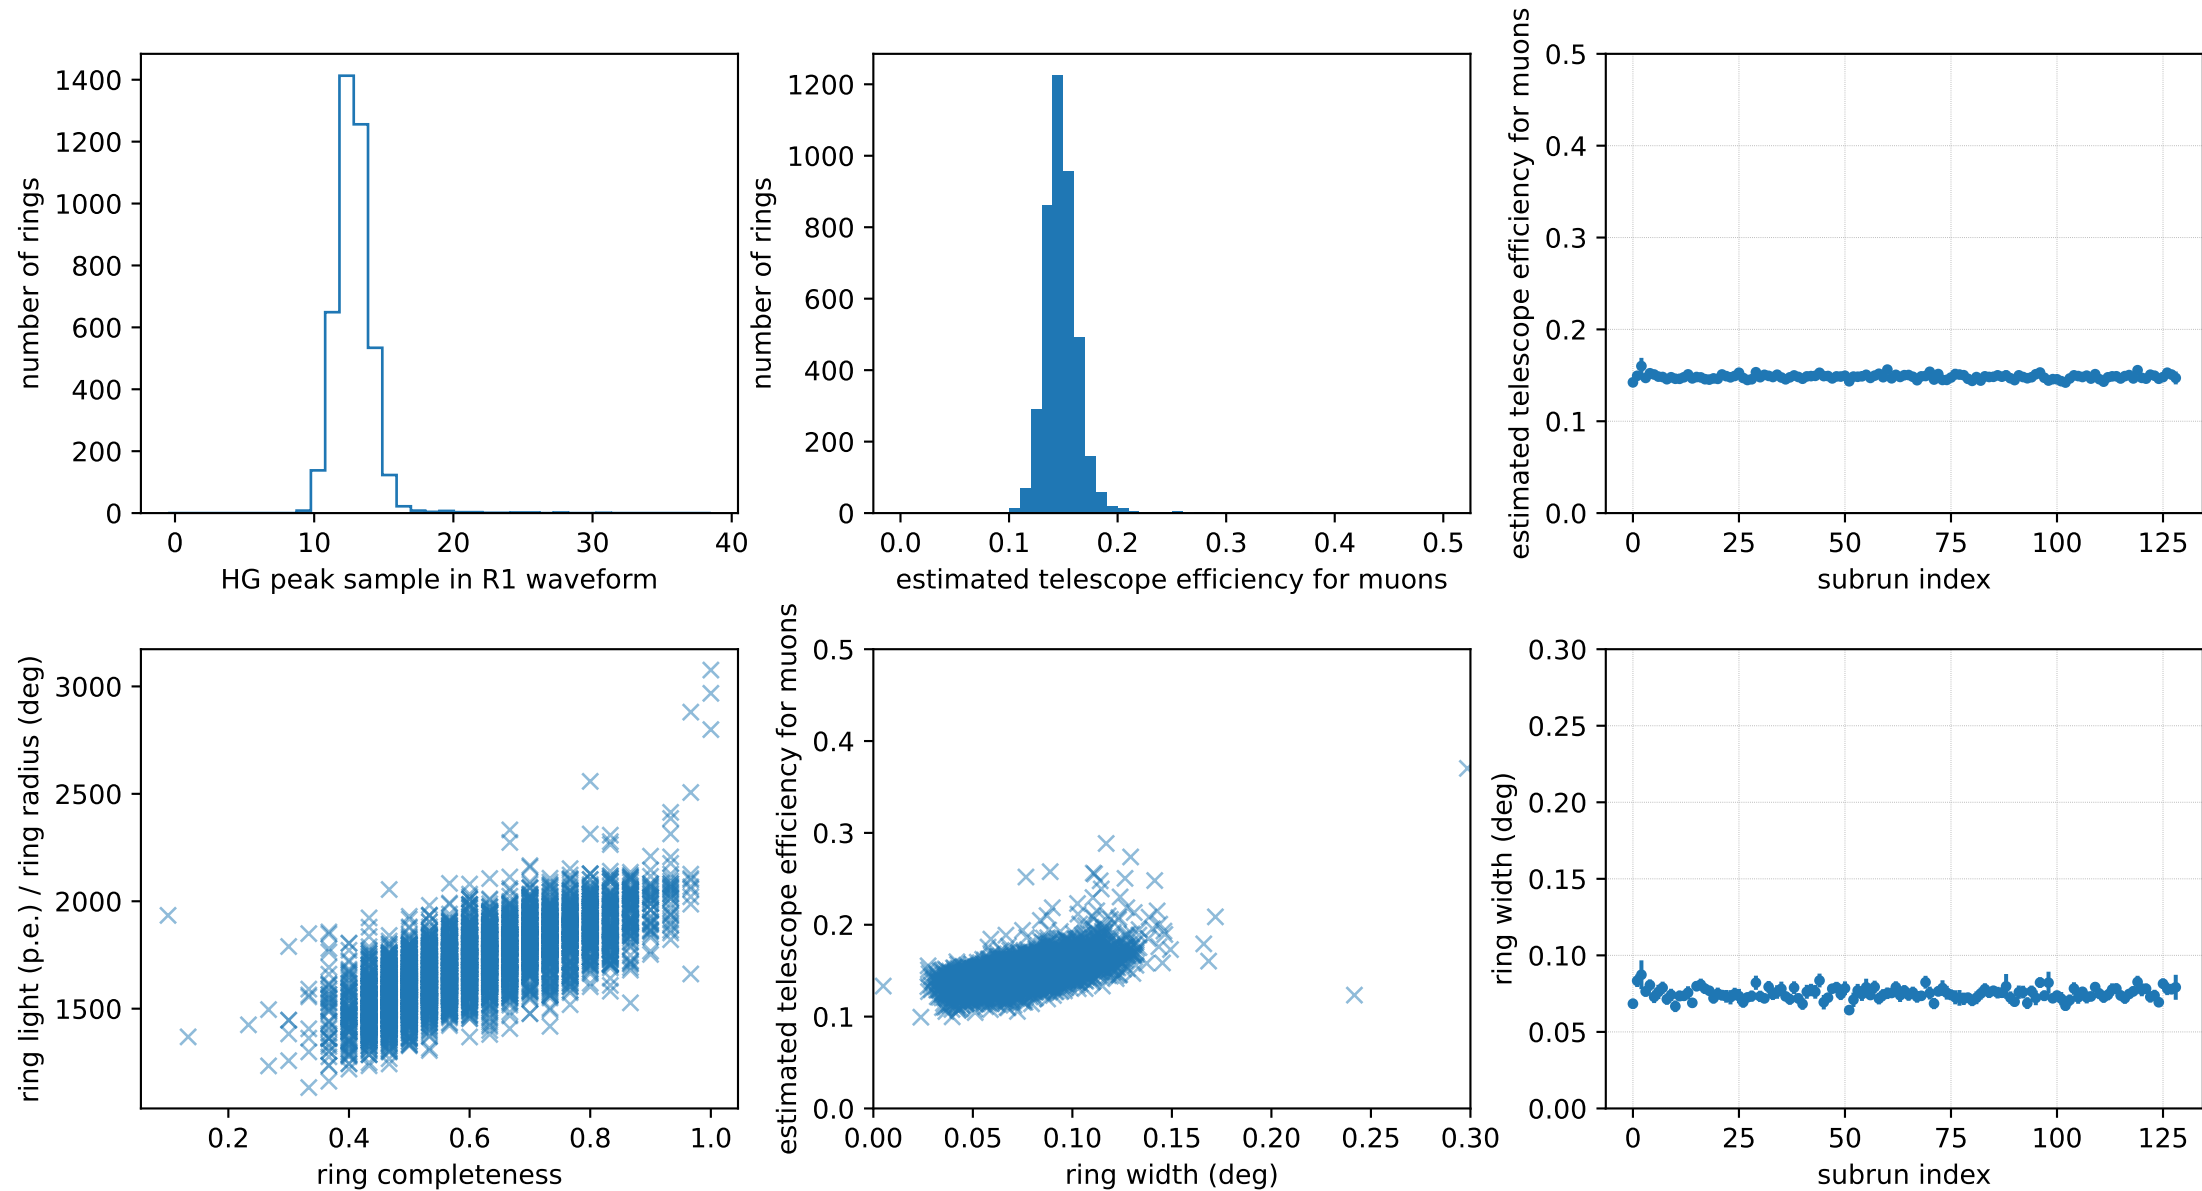 number of rings
1400
1200
1000
800
600
400
200
0
0 10 20 30 40
HG peak sample in R1 waveform
number of rings
1200
1000
800
600
400
200
0
0.0 0.1 0.2 0.3 0.4 0.5
estimated telescope efficiency for muons
estimated telescope efficiency for muons
0.5
0.4
0.3
0.2
0.1
0.0
0 25 50 75 100 125
subrun index
ring light (p.e.) / ring radius (deg)
3000
2500
2000
1500
0.2 0.4 0.6 0.8 1.0
ring completeness
estimated telescope efficiency for muons
0.5
0.4
0.3
0.2
0.1
0.0
0.00 0.05 0.10 0.15 0.20 0.25 0.30
ring width (deg)
ring width (deg)
0.30
0.25
0.20
0.15
0.10
0.05
0.00
0 25 50 75 100 125
subrun index